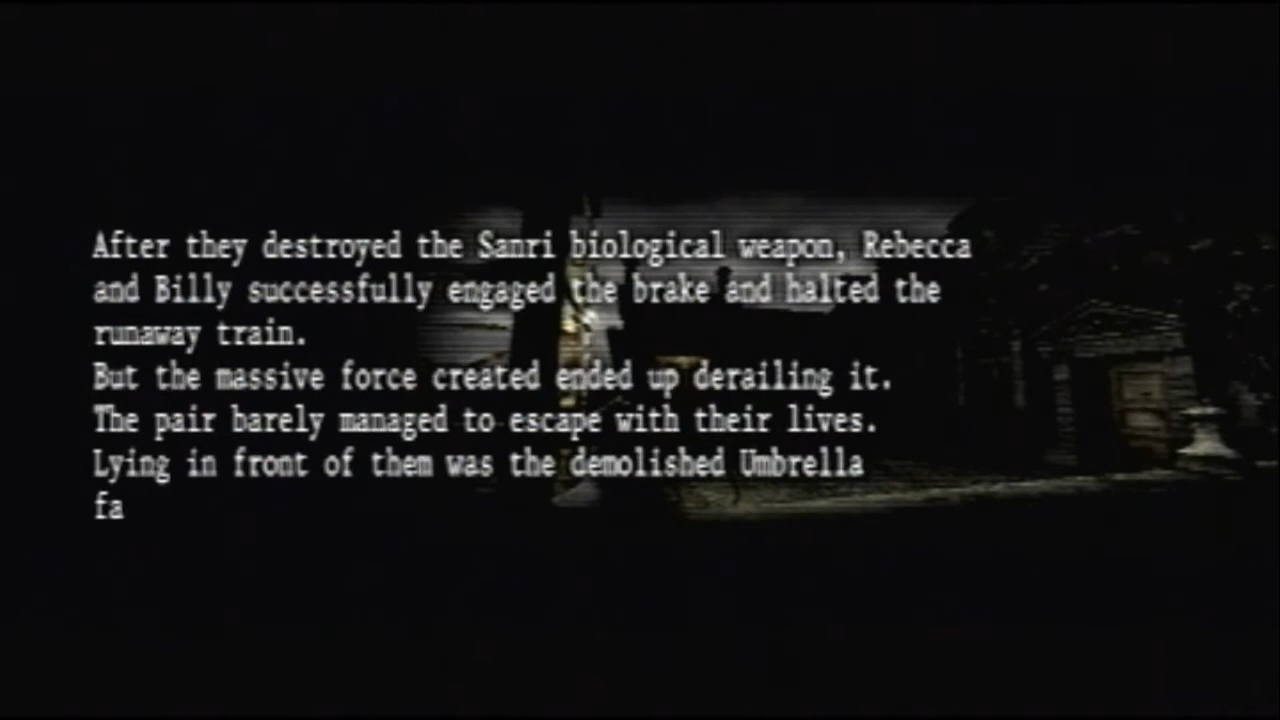 After they destroyed the Sanri biological weapon, Rebecca
and Billy successfully engaged the brake and halted the
runaway train.
But the massive force created ended up derailing it.
The pair barely managed to escape with their lives.
Lying in front of them was the demolished Umbrella
fa